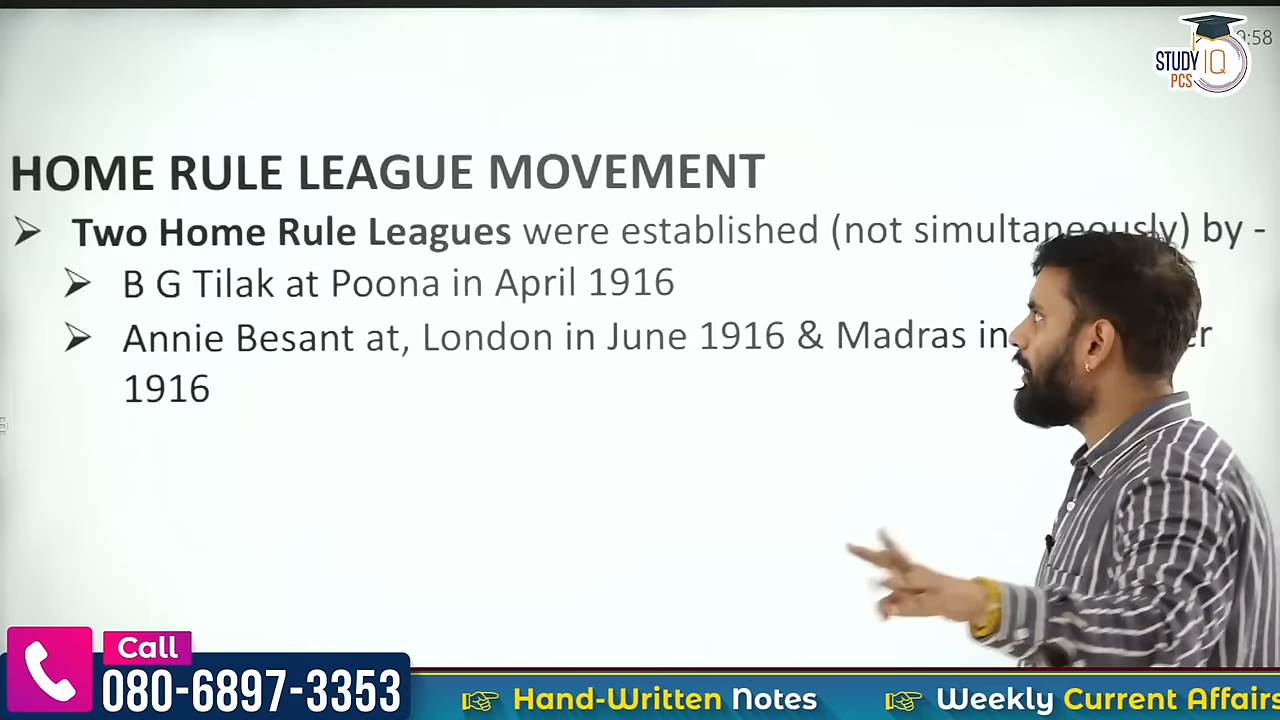 9:58
STUDY IQ
PCS
HOME RULE LEAGUE MOVEMENT
Two Home Rule Leagues were established (not simultaneously) by -
B G Tilak at Poona in April 1916
Annie Besant at, London in June 1916 & Madras in
1916
Call
080-6897-3353
Hand-Written Notes
Weekly Current Affairs